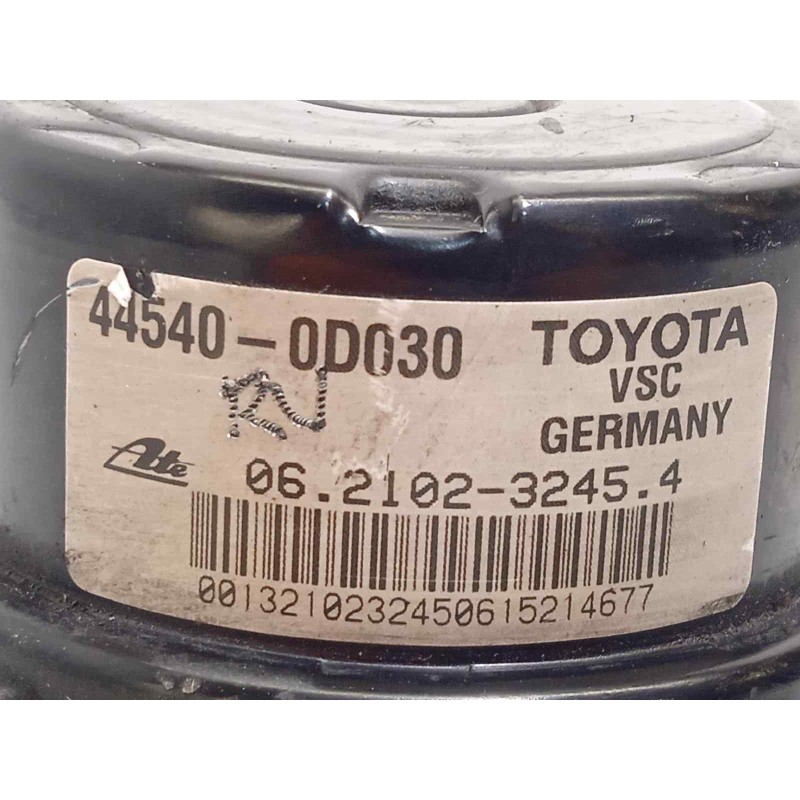 44540-0D030 TOYOTA
VSC
GERMANY
Ate
06.2102-3245.4
0013210232450615214677